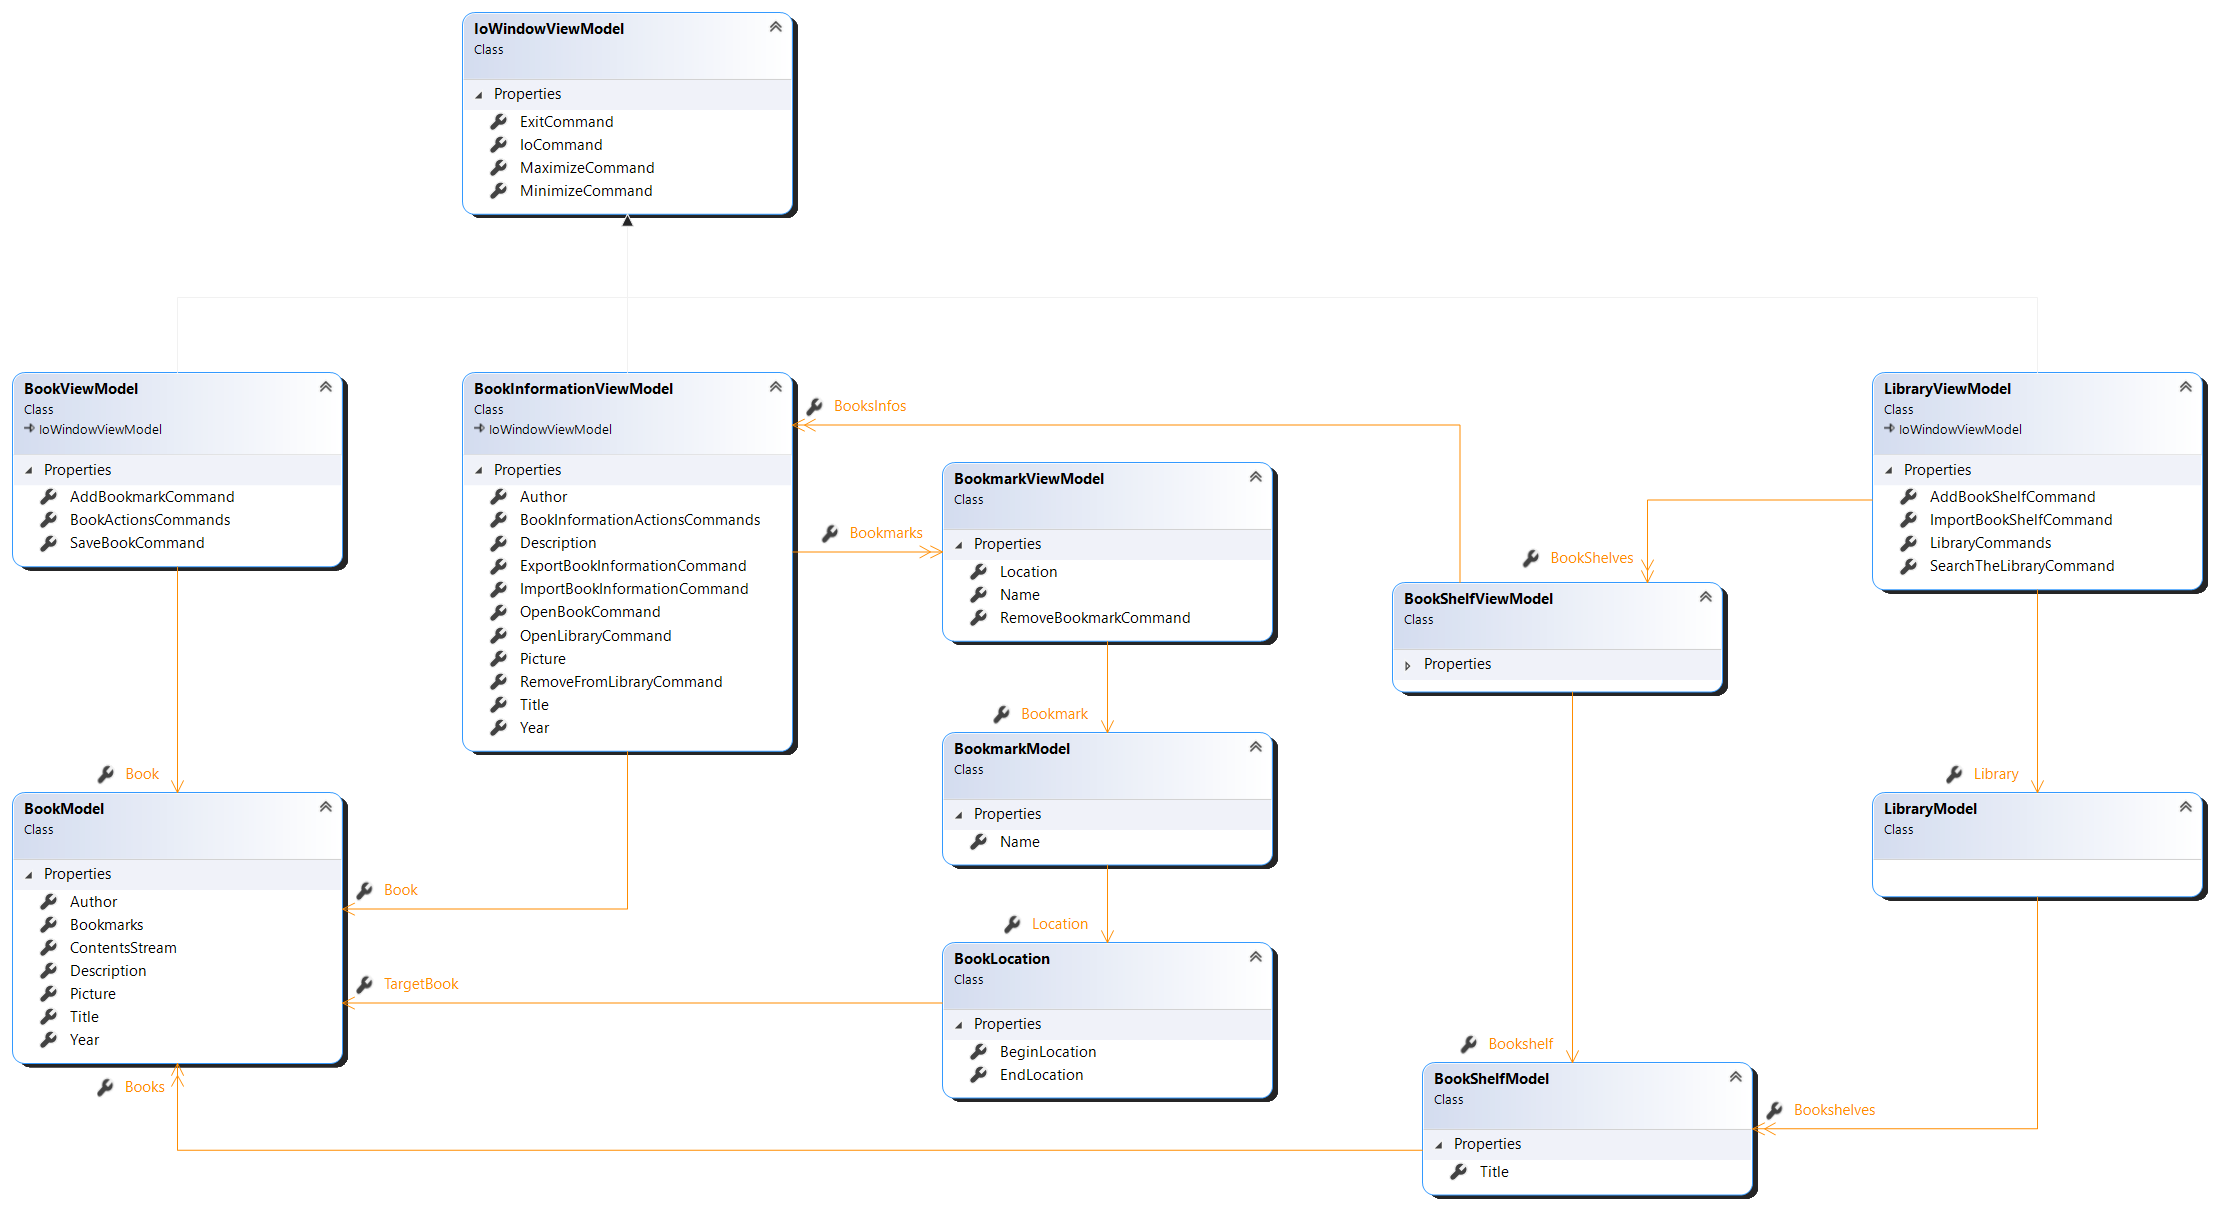 IoWindowViewModel
Class
Properties
ExitCommand
IoCommand
MaximizeCommand
MinimizeCommand
BookViewModel
Class
IoWindowViewModel
Properties
AddBookmarkCommand
BookActionsCommands
SaveBookCommand
BookInformationViewModel
Class
IoWindowViewModel
Properties
Author
BookInformationActionsCommands
Description
ExportBookInformationCommand
ImportBookInformationCommand
OpenBookCommand
OpenLibraryCommand
Picture
RemoveFromLibraryCommand
Title
Year
BooksInfos
Bookmarks
BookmarkViewModel
Class
Properties
Location
Name
RemoveBookmarkCommand
BookShelves
BookShelfViewModel
Class
Properties
LibraryViewModel
Class
IoWindowViewModel
Properties
AddBookShelfCommand
ImportBookShelfCommand
LibraryCommands
SearchTheLibraryCommand
Book
BookModel
Class
Properties
Author
Bookmarks
ContentsStream
Description
Picture
Title
Year
Book
TargetBook
Books
Bookmark
BookmarkModel
Class
Properties
Name
Location
BookLocation
Class
Properties
BeginLocation
EndLocation
Library
LibraryModel
Class
Bookshelf
BookShelfModel
Class
Properties
Title
Bookshelves